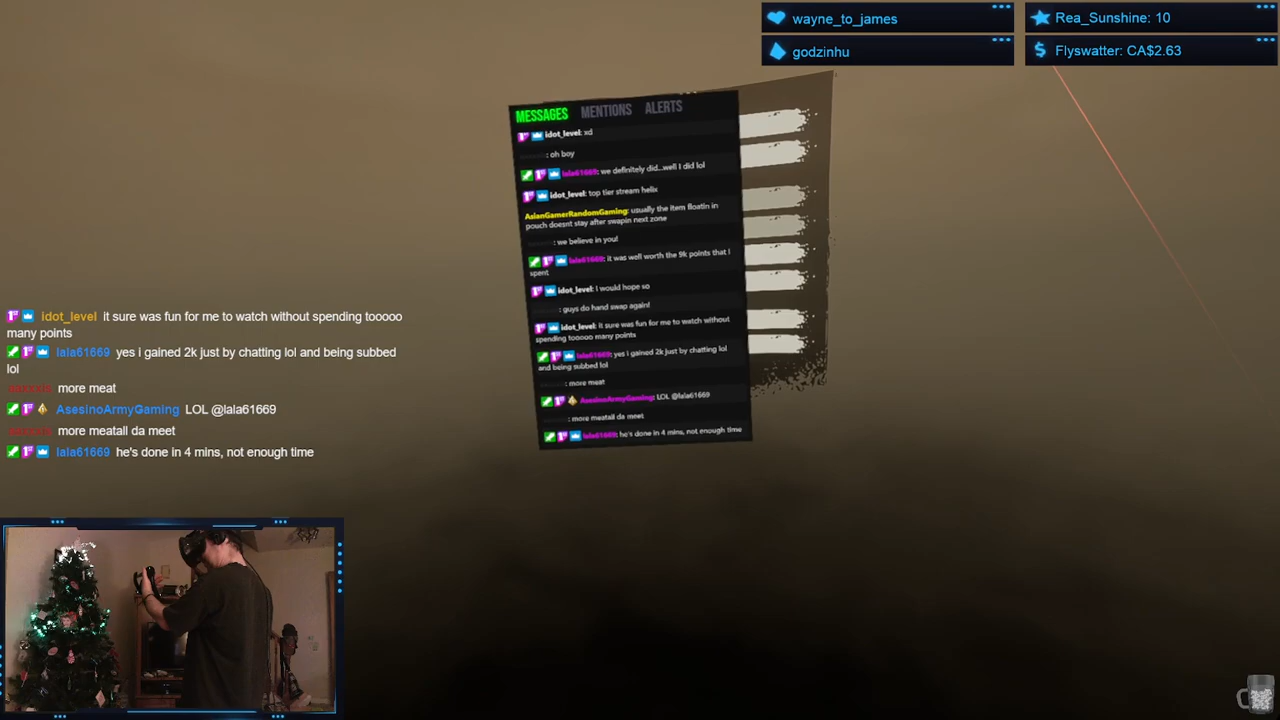 wayne_to_james
Rea_Sunshine: 10
godzinhu
Flyswatter: CA$2.63
MESSAGES MENTIONS ALERTS
idot_level: xd
: oh boy
lala61669: we definitely did...well I did lol
idot_level: top tier stream helix
AsianGamerRandomGaming: usually the item floatin in
pouch doesnt stay after swapin next zone
: we believe in you!
lala61669: it was well worth the 9k points that I
spent
idot_level: I would hope so
: guys do hand swap again!
idot_level: it sure was fun for me to watch without
spending tooooo many points
lala61669: yes i gained 2k just by chatting lol
and being subbed lol
: more meat
AsesinoArmyGaming: LOL @lala61669
: more meatall da meet
lala61669: he's done in 4 mins, not enough time
idot_level it sure was fun for me to watch without spending tooooo
many points
lala61669 yes i gained 2k just by chatting lol and being subbed
lol
more meat
AsesinoArmyGaming LOL @lala61669
more meatall da meet
lala61669 he's done in 4 mins, not enough time